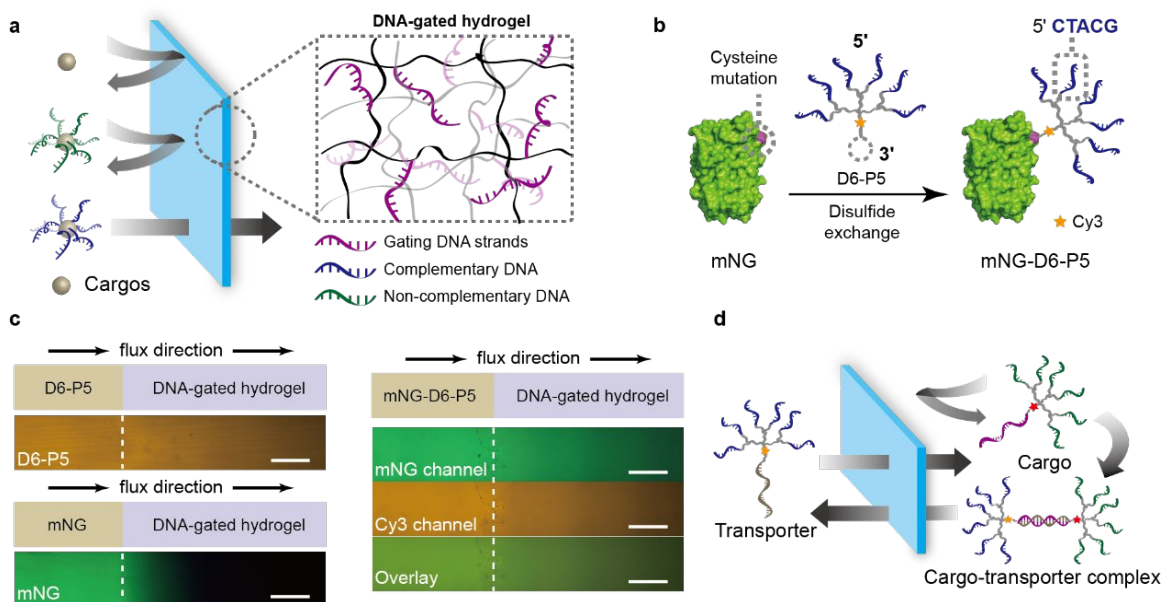 a
DNA-gated hydrogel
Gating DNA strands
Complementary DNA
Non-complementary DNA
Cargos
b
Cysteine
mutation
5'
3'
D6-P5
Disulfide
exchange
mNG
5' CTACG
Cy3
mNG-D6-P5
c
flux direction
D6-P5
DNA-gated hydrogel
D6-P5
flux direction
mNG
DNA-gated hydrogel
mNG
flux direction
mNG-D6-P5
DNA-gated hydrogel
mNG channel
Cy3 channel
Overlay
d
Transporter
Cargo
Cargo-transporter complex